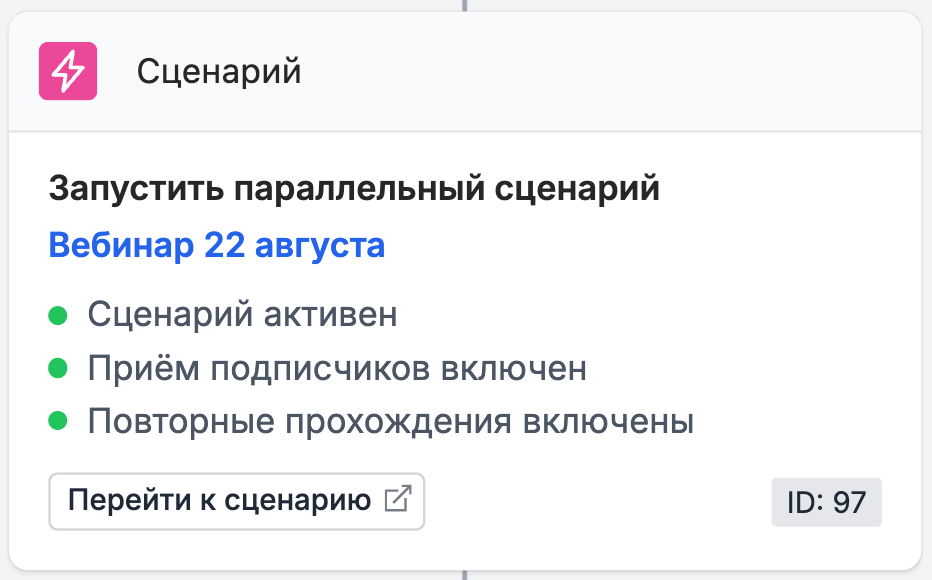 Сценарий
Запустить параллельный сценарий
Вебинар 22 августа
Сценарий активен
Приём подписчиков включен
Повторные прохождения включены
Перейти к сценарию
ID: 97